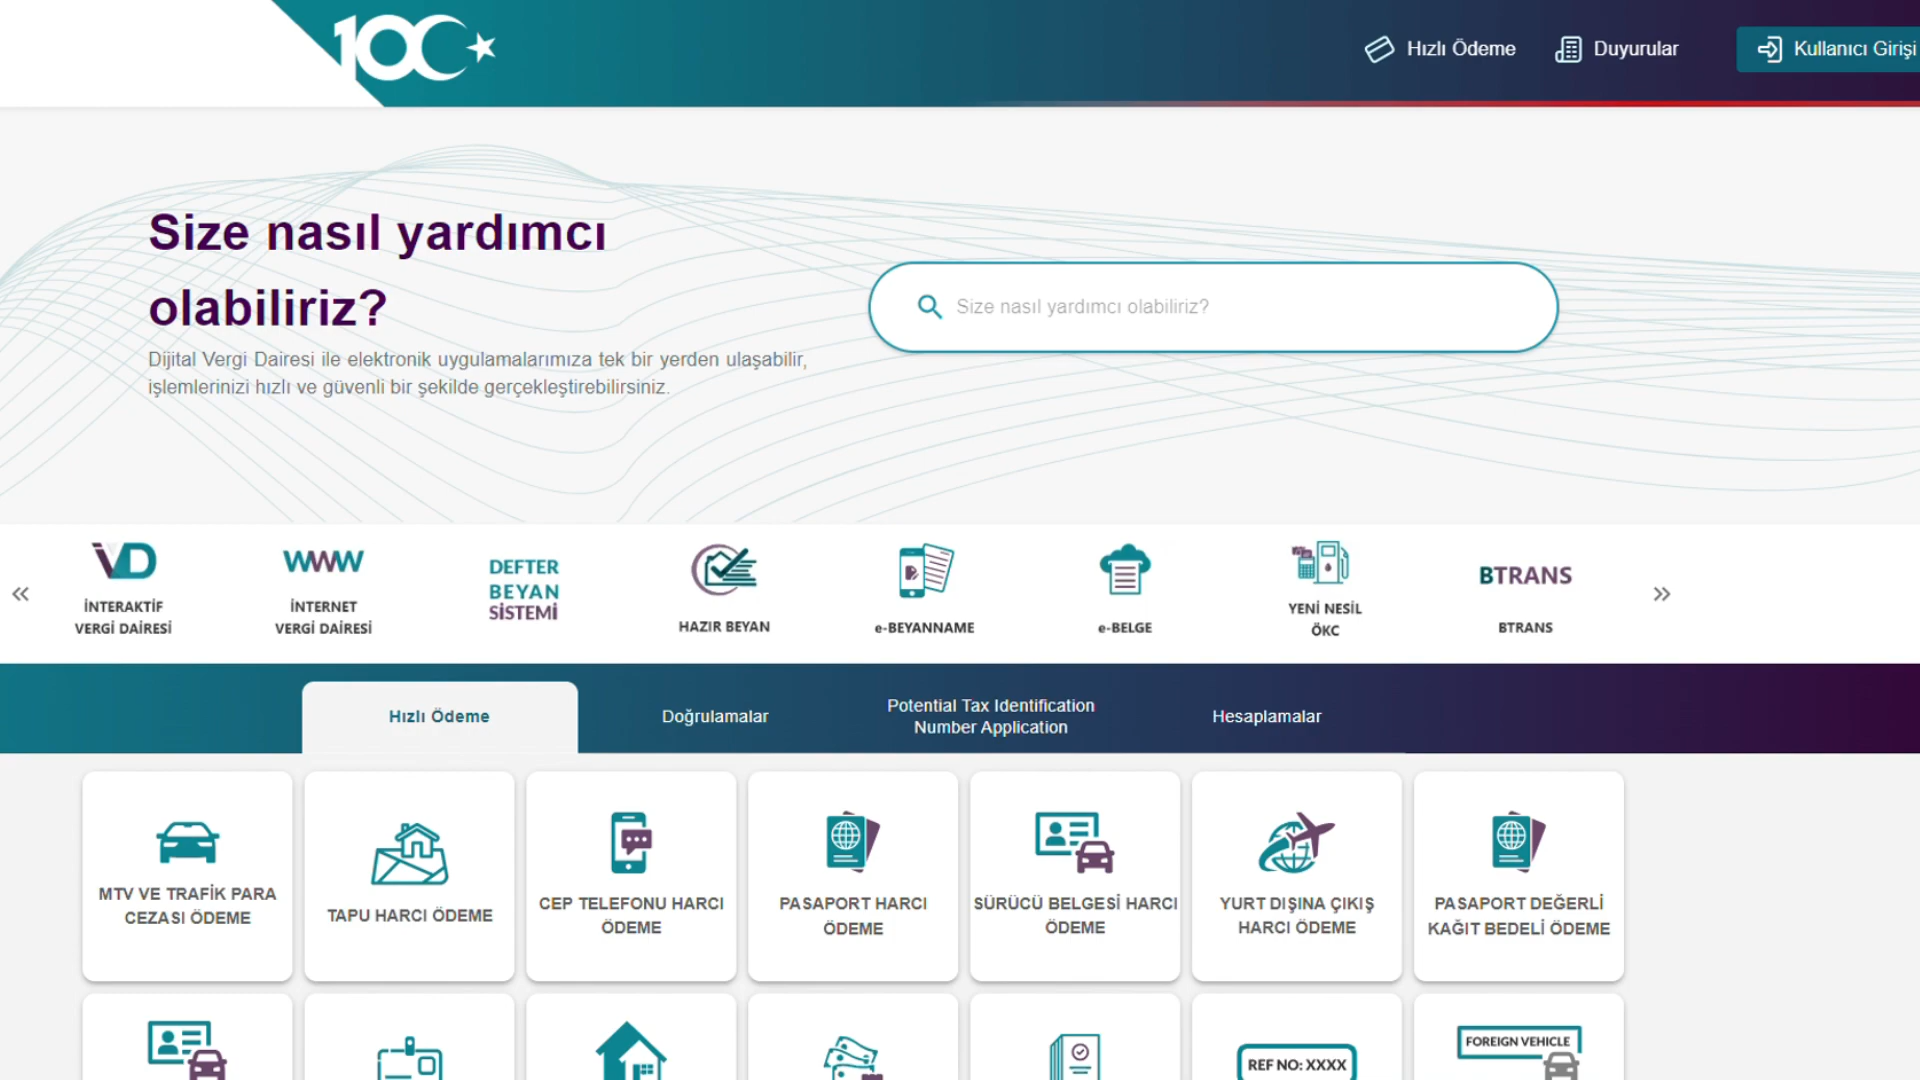 100
Hızlı Ödeme
Duyurular
Kullanıcı Girişi
Size nasıl yardımcı
olabiliriz?
Size nasıl yardımcı olabiliriz?
Dijital Vergi Dairesi ile elektronik uygulamalarımıza tek bir yerden ulaşabilir,
işlemlerinizi hızlı ve güvenli bir şekilde gerçekleştirebilirsiniz.
«
İVD
İNTERAKTİF
VERGİ DAİRESİ
WWW
İNTERNET
VERGİ DAİRESİ
DEFTER
BEYAN
SİSTEMİ
HAZIR BEYAN
e-BEYANNAME
e-BELGE
YENİ NESİL
ÖKC
BTRANS
BTRANS
»
Hızlı Ödeme
Doğrulamalar
Potential Tax Identification
Number Application
Hesaplamalar
MTV VE TRAFİK PARA
CEZASI ÖDEME
TAPU HARCI ÖDEME
CEP TELEFONU HARCI
ÖDEME
PASAPORT HARCI
ÖDEME
SÜRÜCÜ BELGESİ HARCI
ÖDEME
YURT DIŞINA ÇIKIŞ
HARCI ÖDEME
PASAPORT DEĞERLİ
KAĞIT BEDELİ ÖDEME
REF NO: XXXX
FOREIGN VEHICLE